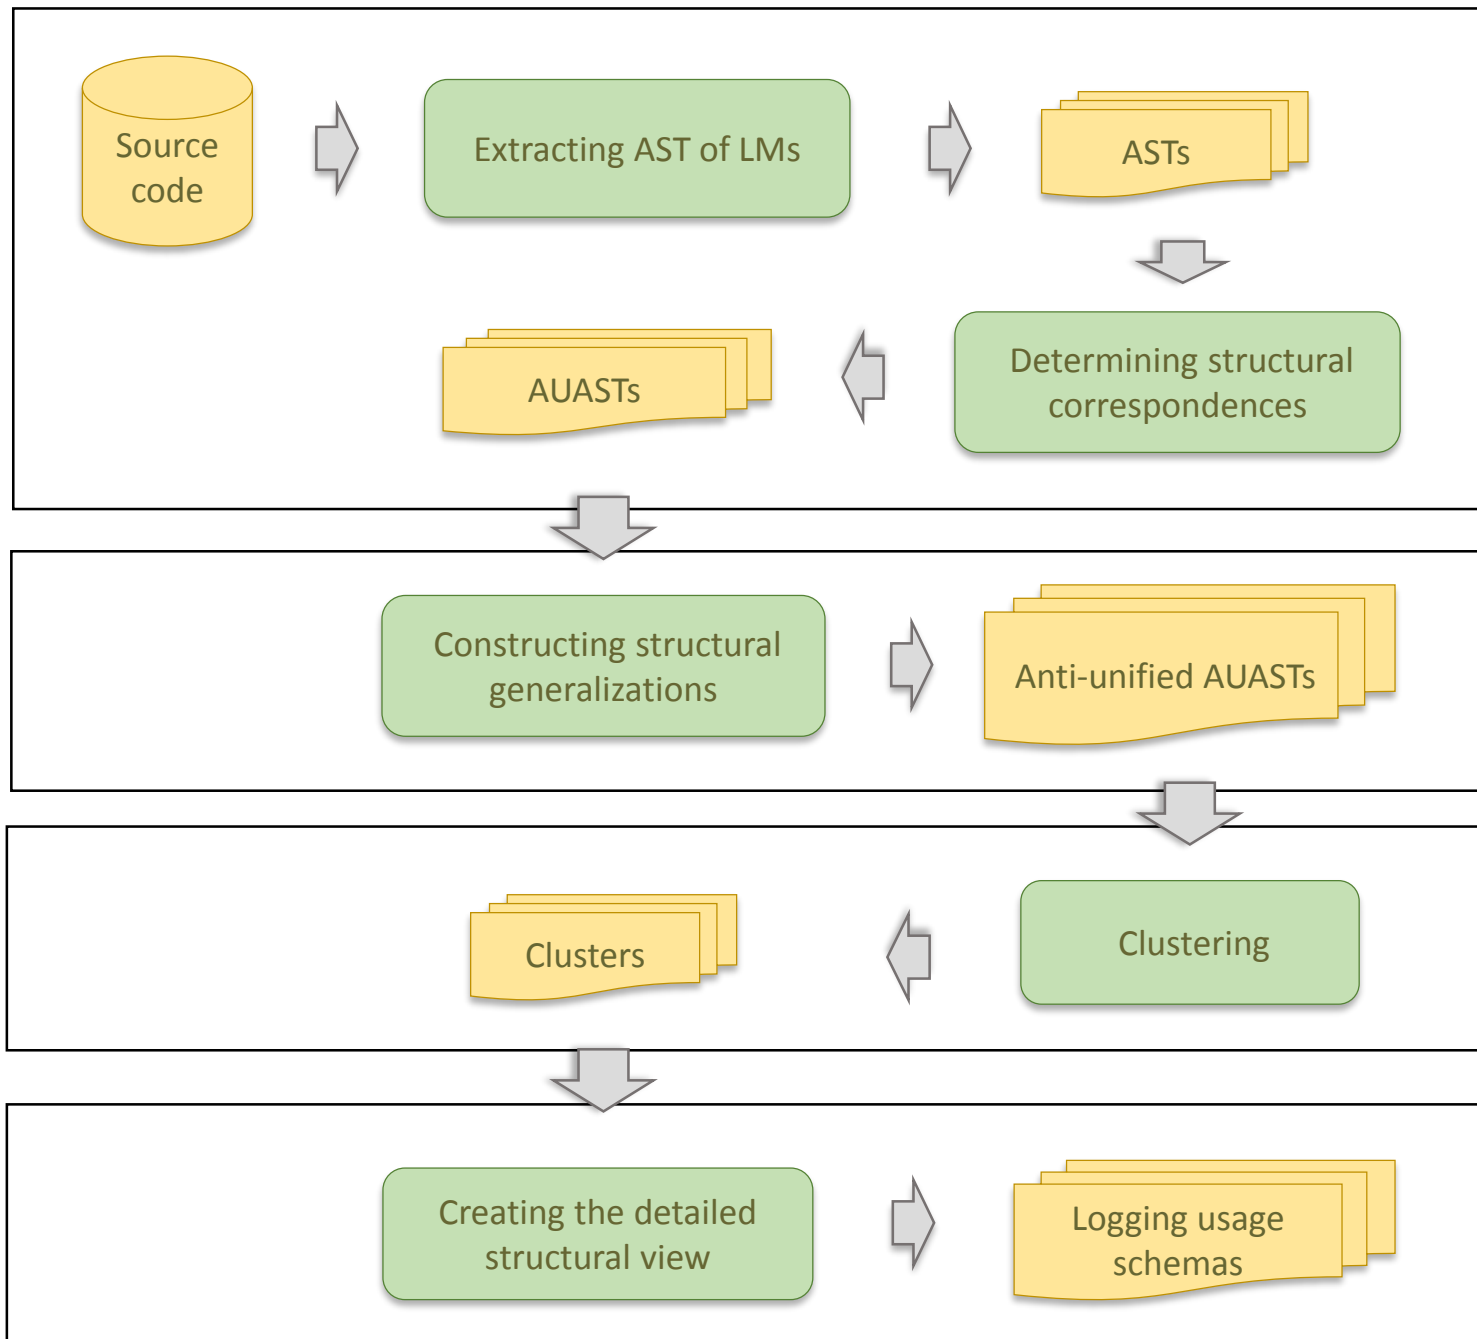 Source
code
Extracting AST of LMs
ASTs
Determining structural
correspondences
AUASTs
Constructing structural
generalizations
Anti-unified AUASTs
Clustering
Clusters
Creating the detailed
structural view
Logging usage
schemas